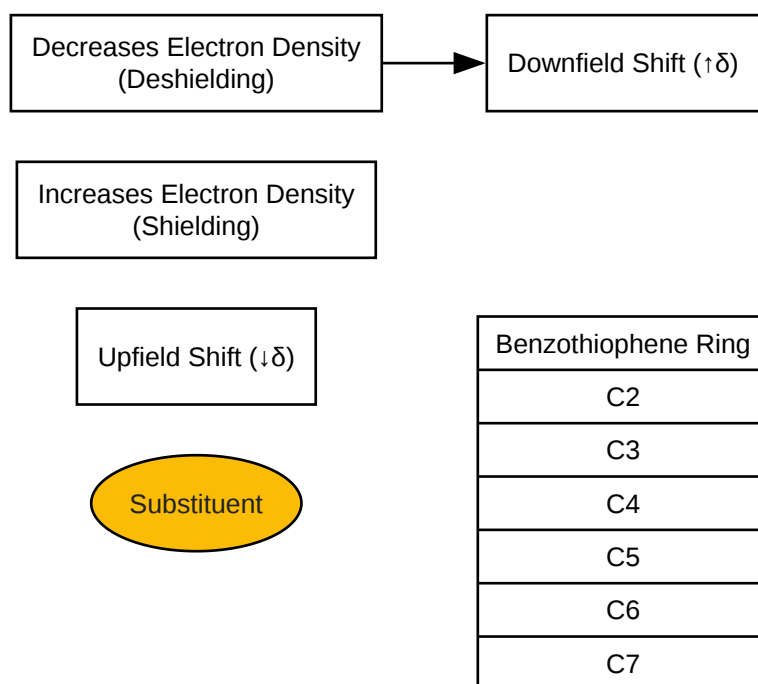 Decreases Electron Density
(Deshielding)
Downfield Shift (↑δ)
Increases Electron Density
(Shielding)
Upfield Shift (↓δ)
Substituent
Benzothiophene Ring
C2
C3
C4
C5
C6
C7